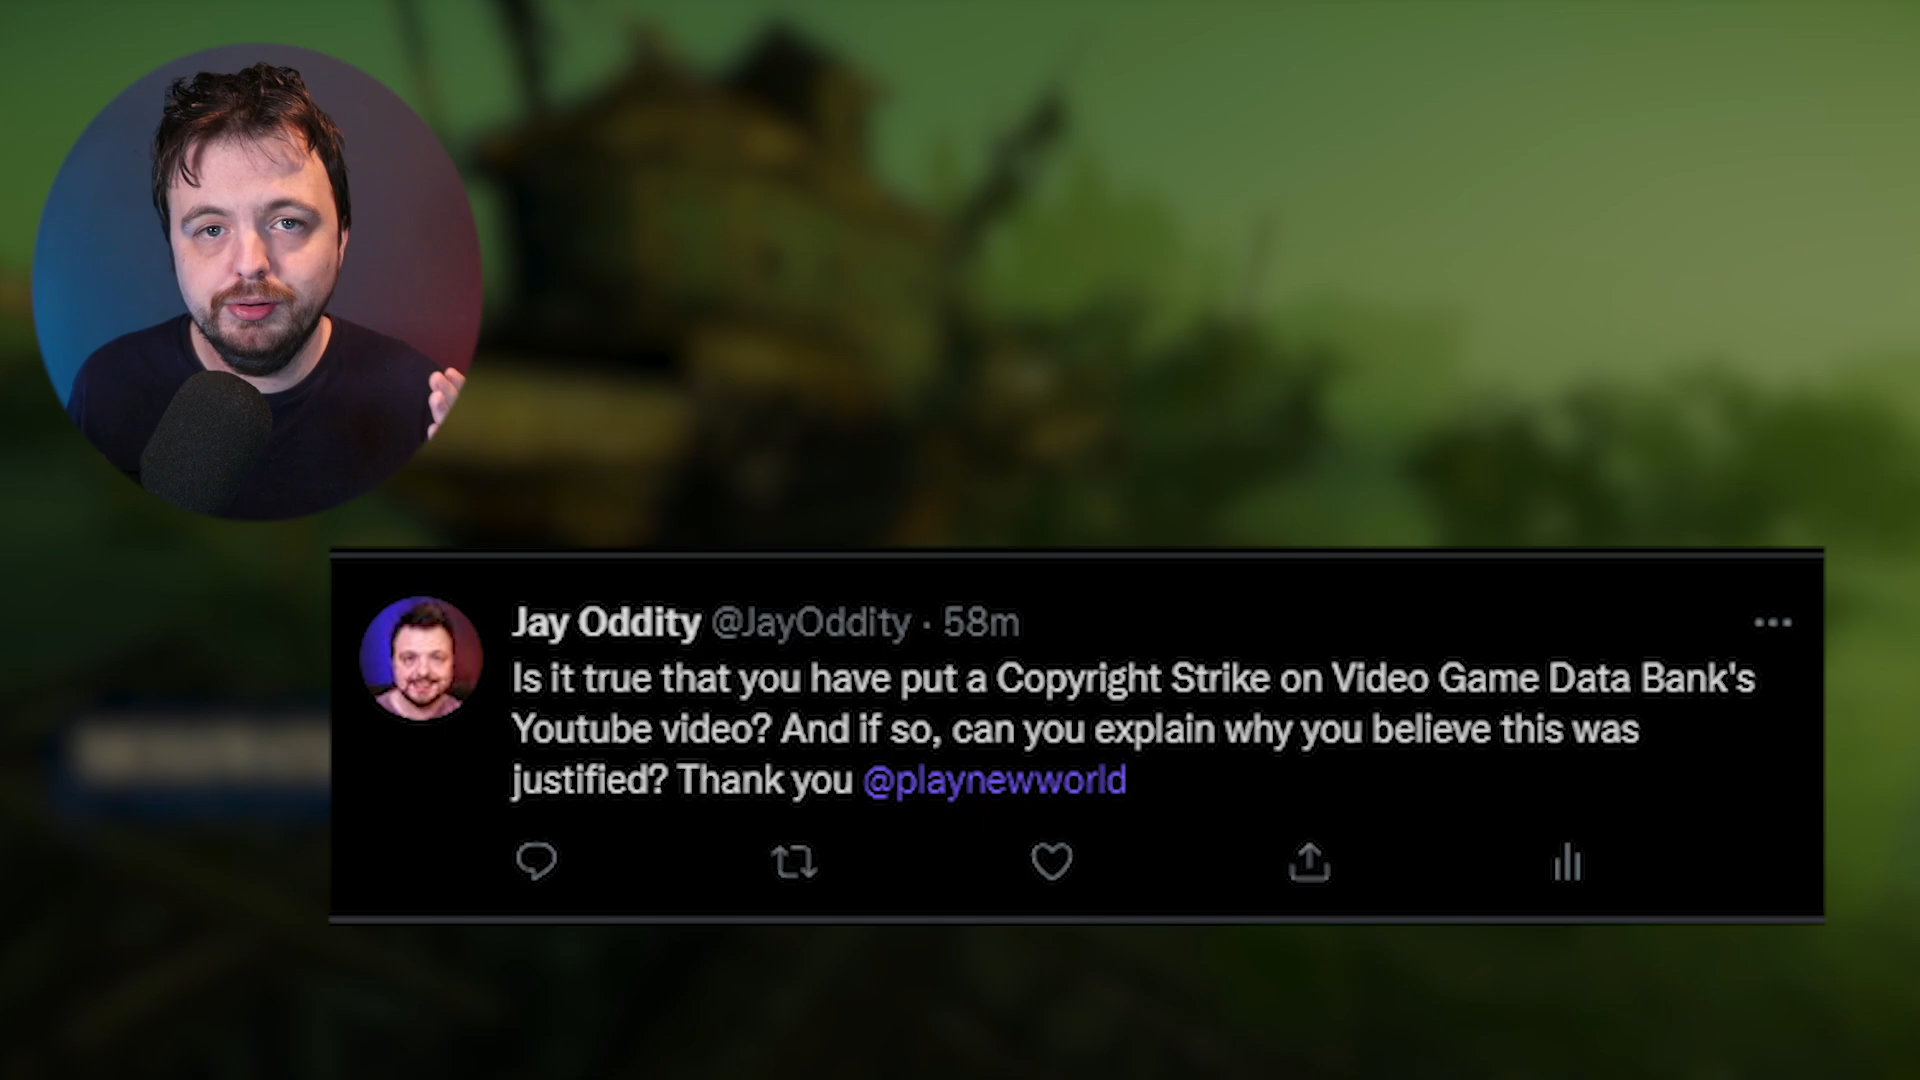 Jay Oddity @JayOddity · 58m
Is it true that you have put a Copyright Strike on Video Game Data Bank's
Youtube video? And if so, can you explain why you believe this was
justified? Thank you @playnewworld